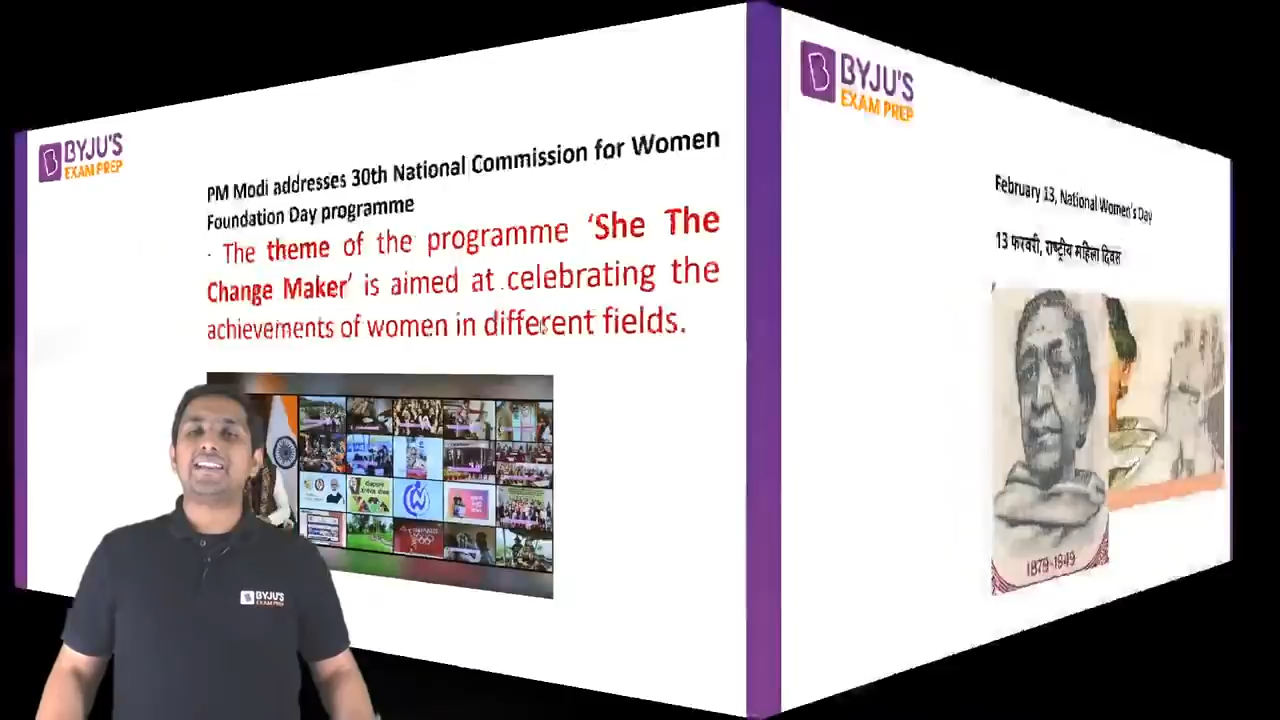 BYJU'S
EXAM PREP
PM Modi addresses 30th National Commission for Women
Foundation Day programme
- The theme of the programme ‘She The
Change Maker’ is aimed at celebrating the
achievements of women in different fields.
BYJU'S
EXAM PREP
BYJU'S
EXAM PREP
February 13, National Women's Day
13 फरवरी, राष्ट्रीय महिला दिवस
1879-1949